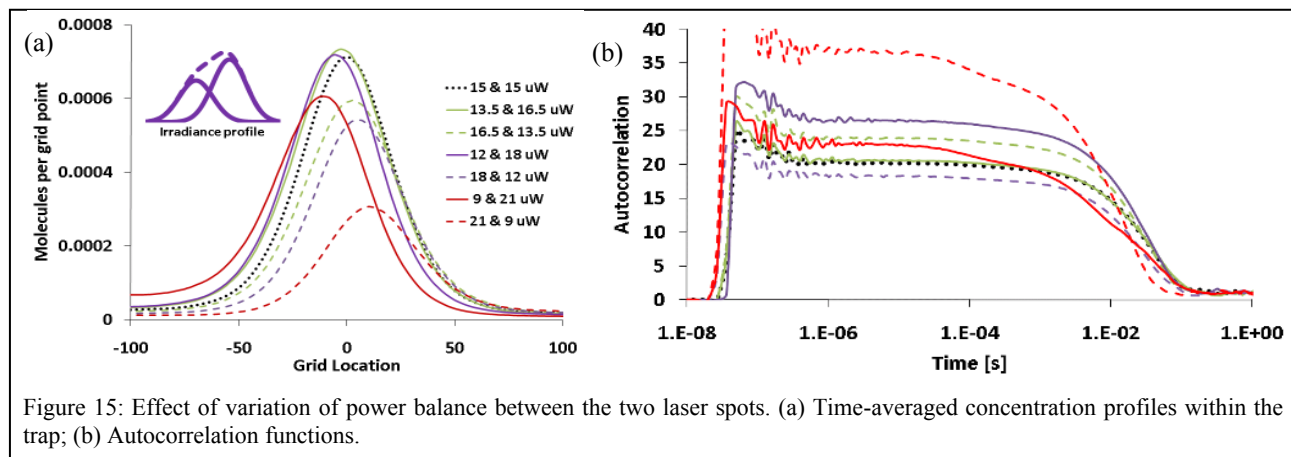 (a)
0.0008
0.0006
0.0004
0.0002
0
Molecules per grid point
-100
-50
0
50
100
Grid Location
Irradiance profile
15 & 15 uW
13.5 & 16.5 uW
16.5 & 13.5 uW
12 & 18 uW
18 & 12 uW
9 & 21 uW
21 & 9 uW
(b)
40
35
30
25
20
15
10
5
0
Autocorrelation
1.E-08
1.E-06
1.E-04
1.E-02
1.E+00
Time [s]
Figure 15: Effect of variation of power balance between the two laser spots. (a) Time-averaged concentration profiles within the
trap; (b) Autocorrelation functions.